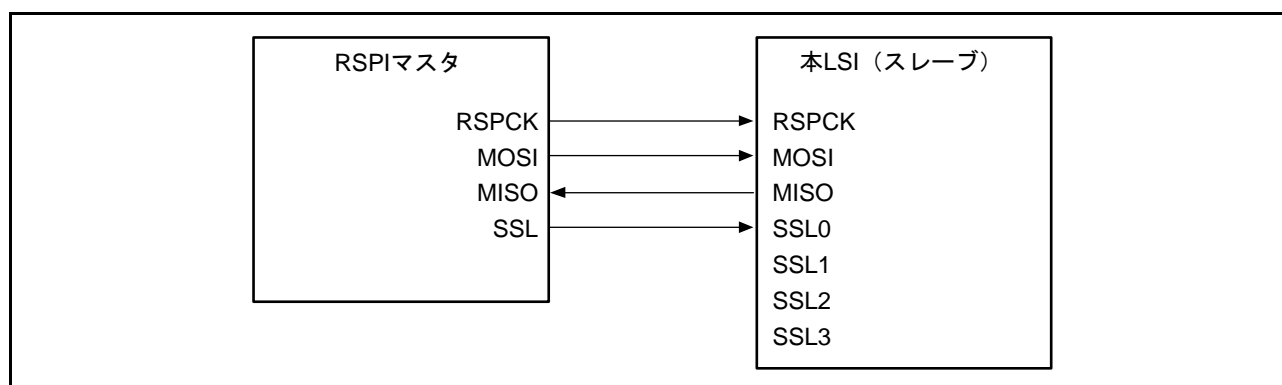 RSPIマスタ
RSPCK
MOSI
MISO
SSL
本LSI（スレーブ）
RSPCK
MOSI
MISO
SSL0
SSL1
SSL2
SSL3